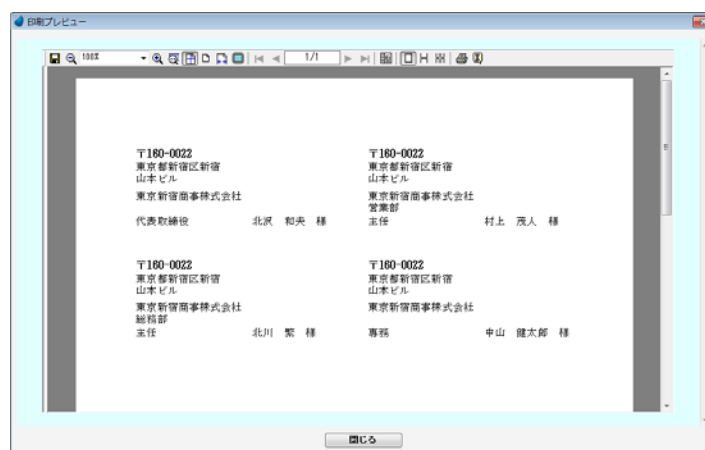 印刷プレビュー
100% 1/1
〒160-0022
東京都新宿区新宿
山本ビル
東京新宿商事株式会社
代表取締役 北沢 和央 様
〒160-0022
東京都新宿区新宿
山本ビル
東京新宿商事株式会社
営業部
主任 村上 茂人 様
〒160-0022
東京都新宿区新宿
山本ビル
東京新宿商事株式会社
総務部
主任 北川 繁 様
〒160-0022
東京都新宿区新宿
山本ビル
東京新宿商事株式会社
専務 中山 健太郎 様
閉じる